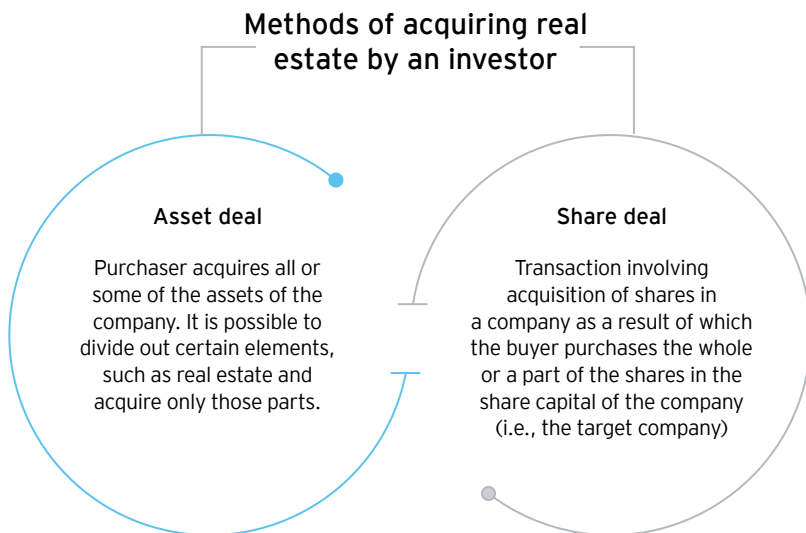 Methods of acquiring real
estate by an investor
Asset deal
Purchaser acquires all or
some of the assets of the
company. It is possible to
divide out certain elements,
such as real estate and
acquire only those parts.
Share deal
Transaction involving
acquisition of shares in
a company as a result of which
the buyer purchases the whole
or a part of the shares in the
share capital of the company
(i.e., the target company)